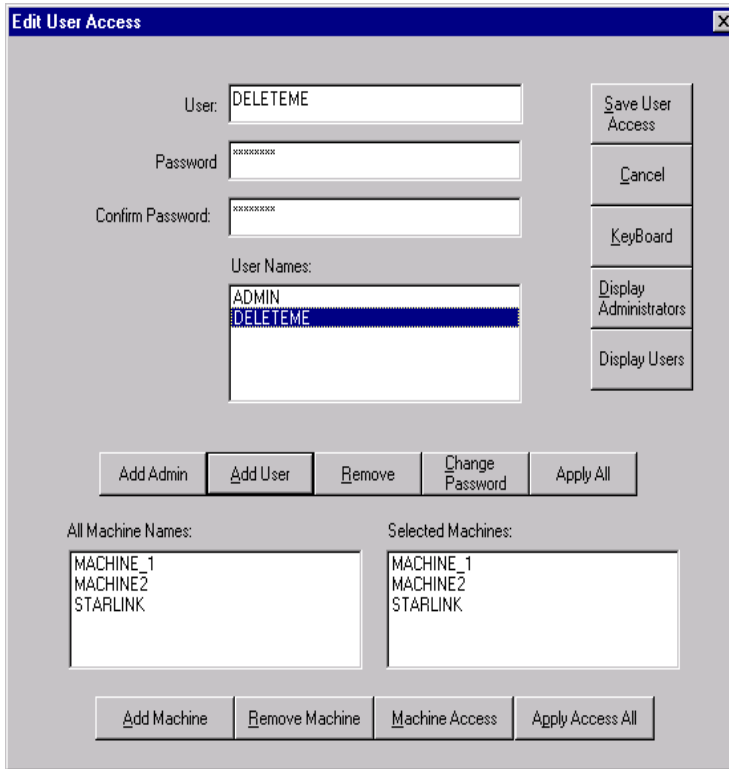 Edit User Access
User: DELETEME
Password ********
Confirm Password: ********
User Names:
ADMIN
DELETEME
Save User
Access
Cancel
KeyBoard
Display
Administrators
Display Users
Add Admin
Add User
Remove
Change
Password
Apply All
All Machine Names:
MACHINE_1
MACHINE2
STARLINK
Selected Machines:
MACHINE_1
MACHINE2
STARLINK
Add Machine
Remove Machine
Machine Access
Apply Access All